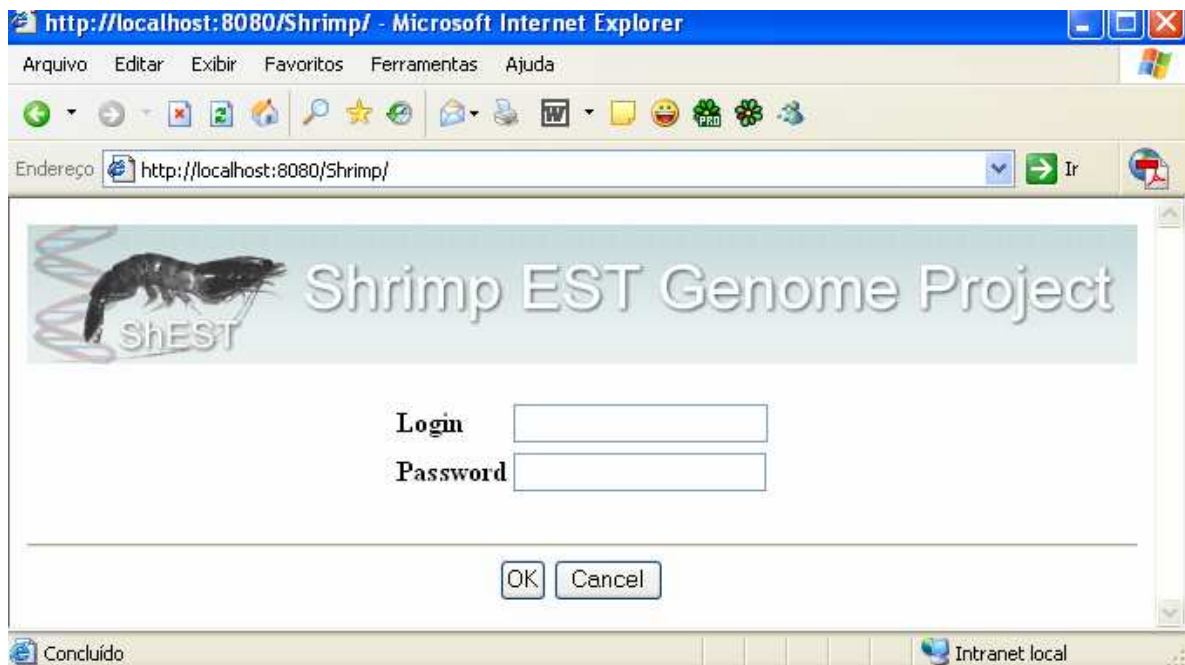 http://localhost:8080/Shrimp/ - Microsoft Internet Explorer
Arquivo Editar Exibir Favoritos Ferramentas Ajuda
W PRO
Endereço http://localhost:8080/Shrimp/ Ir
Shrimp EST Genome Project
ShEST
Login
Password
OK Cancel
Concluído Intranet local